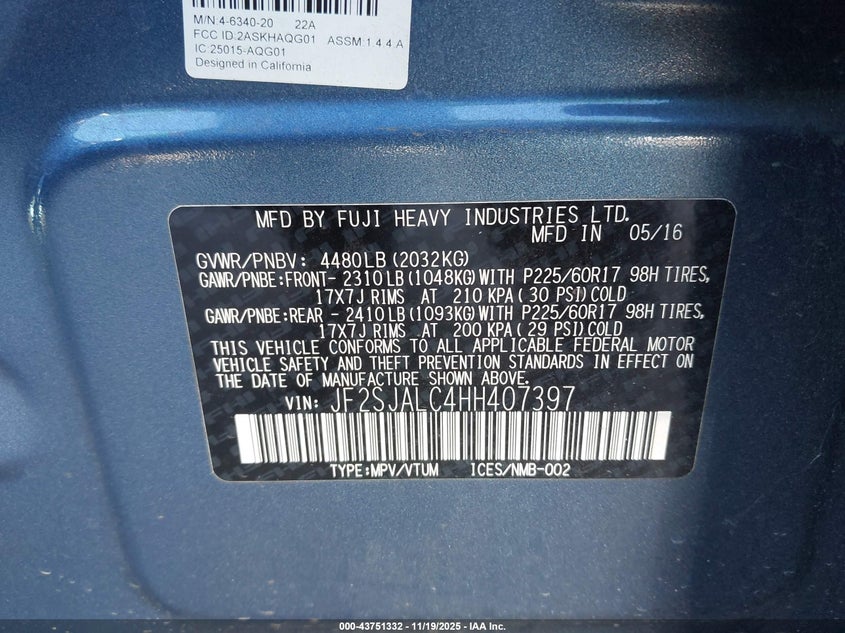 M/N:4-6340-20 22A
FCC ID:2ASKHAQG01 ASSM:1 4.4 A
IC:25015-AQG01
Designed in California
MFD BY FUJI HEAVY INDUSTRIES LTD.
MFD IN 05/16
GVWR/PNBV: 4480LB(2032KG)
GAWR/PNBE:FRONT- 2310LB(1048KG)WITH P225/60R17 98H TIRES,
17X7J RIMS AT 210 KPA(30 PSI)COLD
GAWR/PNBE:REAR - 2410LB(1093KG)WITH P225/60R17 98H TIRES,
17X7J RIMS AT 200 KPA(29 PSI)COLD
THIS VEHICLE CONFORMS TO ALL APPLICABLE FEDERAL MOTOR
VEHICLE SAFETY AND THEFT PREVENTION STANDARDS IN EFFECT ON
THE DATE OF MANUFACTURE SHOWN ABOVE.
VIN: JF2SJALC4HH407397
TYPE:MPV/VTUM ICES/NMB-002
000-43751332 - 11/19/2025 - IAA Inc.